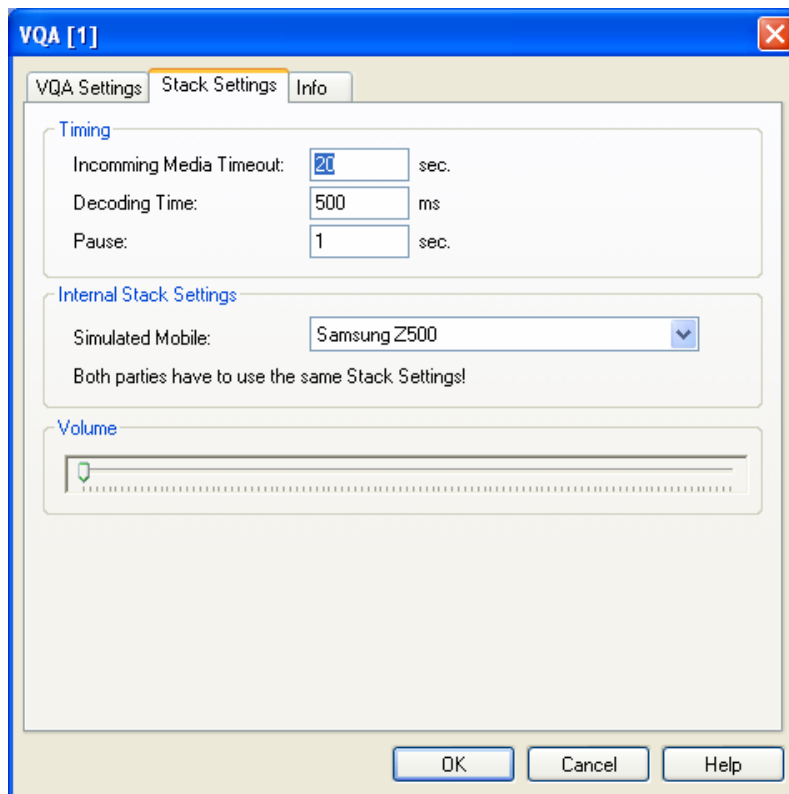 VQA [1]
VQA Settings Stack Settings Info
Timing
Incomming Media Timeout: 20 sec.
Decoding Time: 500 ms
Pause: 1 sec.
Internal Stack Settings
Simulated Mobile: Samsung Z500
Both parties have to use the same Stack Settings!
Volume
OK Cancel Help